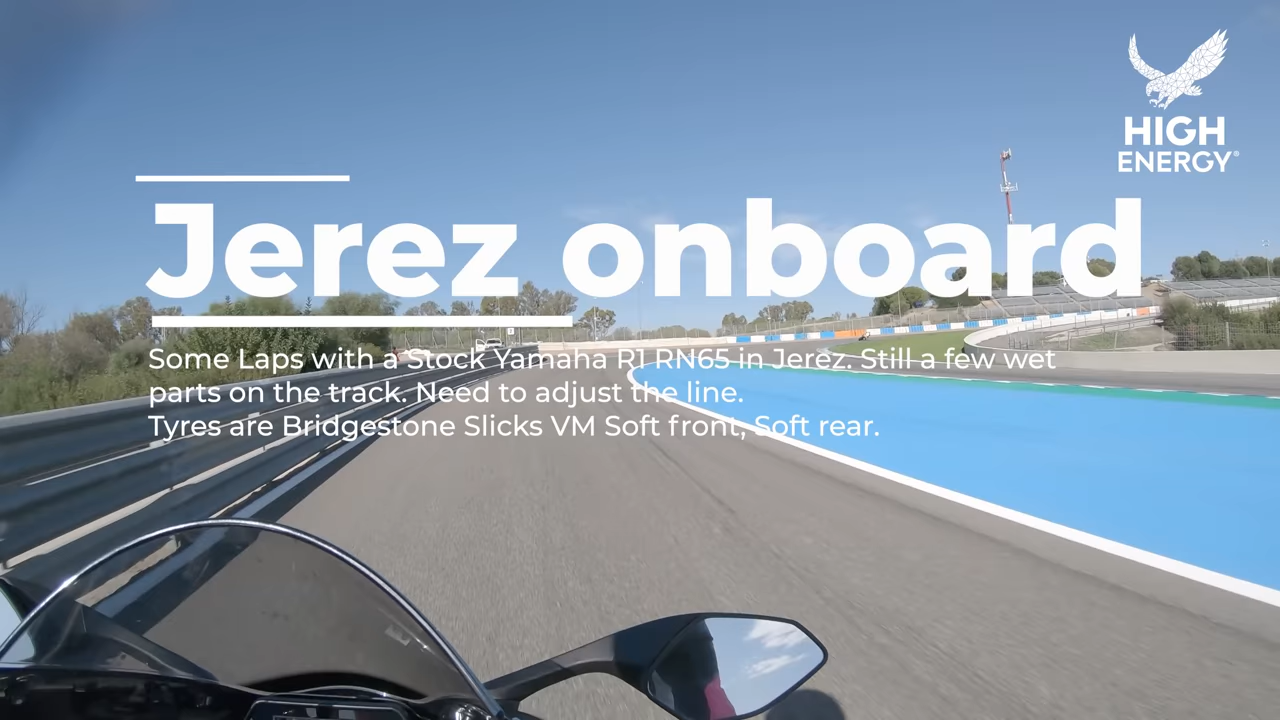 HIGH
ENERGY®
Jerez onboard
Some Laps with a Stock Yamaha R1 RN65 in Jerez. Still a few wet
parts on the track. Need to adjust the line.
Tyres are Bridgestone Slicks VM Soft front, Soft rear.